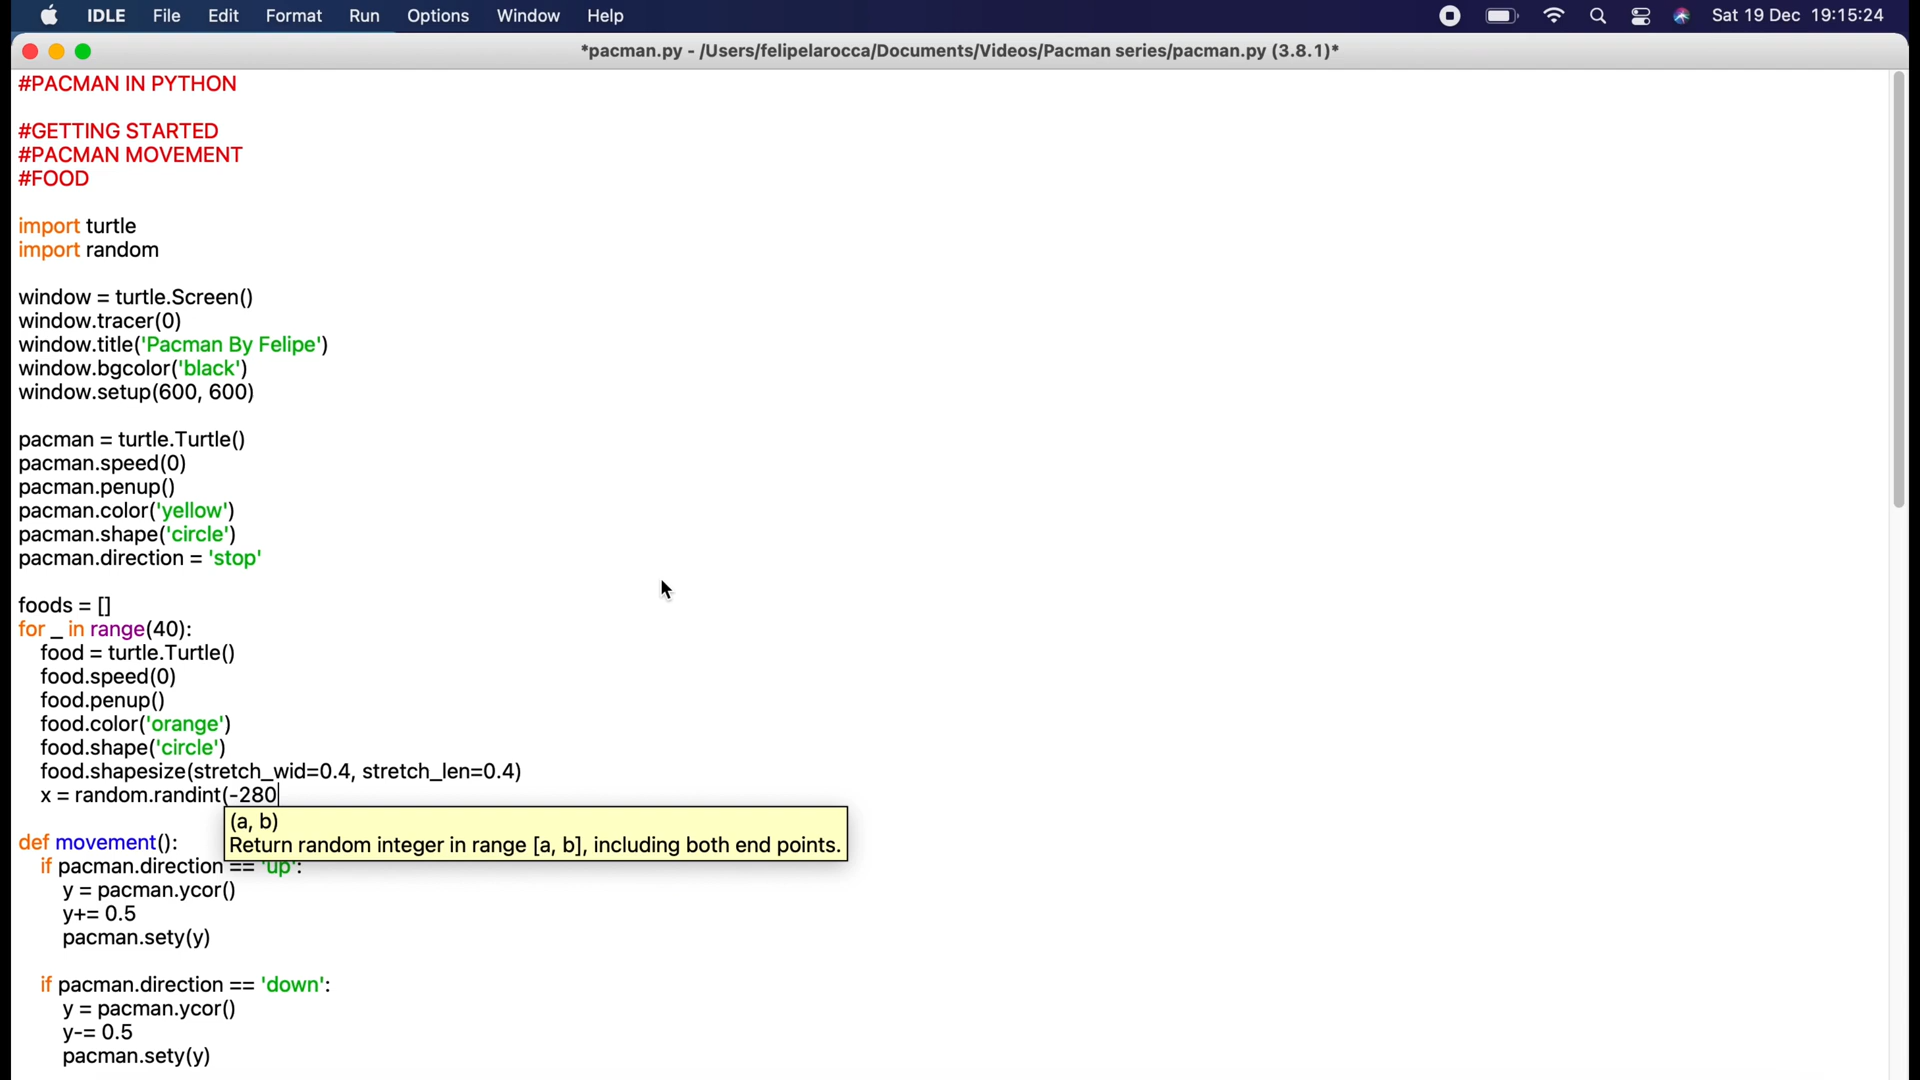 IDLE File Edit Format Run Options Window Help Sat 19 Dec 19:15:24
*pacman.py - /Users/felipelarocca/Documents/Videos/Pacman series/pacman.py (3.8.1)*
#PACMAN IN PYTHON
#GETTING STARTED
#PACMAN MOVEMENT
#FOOD
import turtle
import random
window = turtle.Screen()
window.tracer(0)
window.title('Pacman By Felipe')
window.bgcolor('black')
window.setup(600, 600)
pacman = turtle.Turtle()
pacman.speed(0)
pacman.penup()
pacman.color('yellow')
pacman.shape('circle')
pacman.direction = 'stop'
foods = []
for _ in range(40):
food = turtle.Turtle()
food.speed(0)
food.penup()
food.color('orange')
food.shape('circle')
food.shapesize(stretch_wid=0.4, stretch_len=0.4)
x = random.randint(-280
(a, b)
Return random integer in range [a, b], including both end points.
def movement():
if pacman.direction == 'up':
y = pacman.ycor()
y+= 0.5
pacman.sety(y)
if pacman.direction == 'down':
y = pacman.ycor()
y-= 0.5
pacman.sety(y)